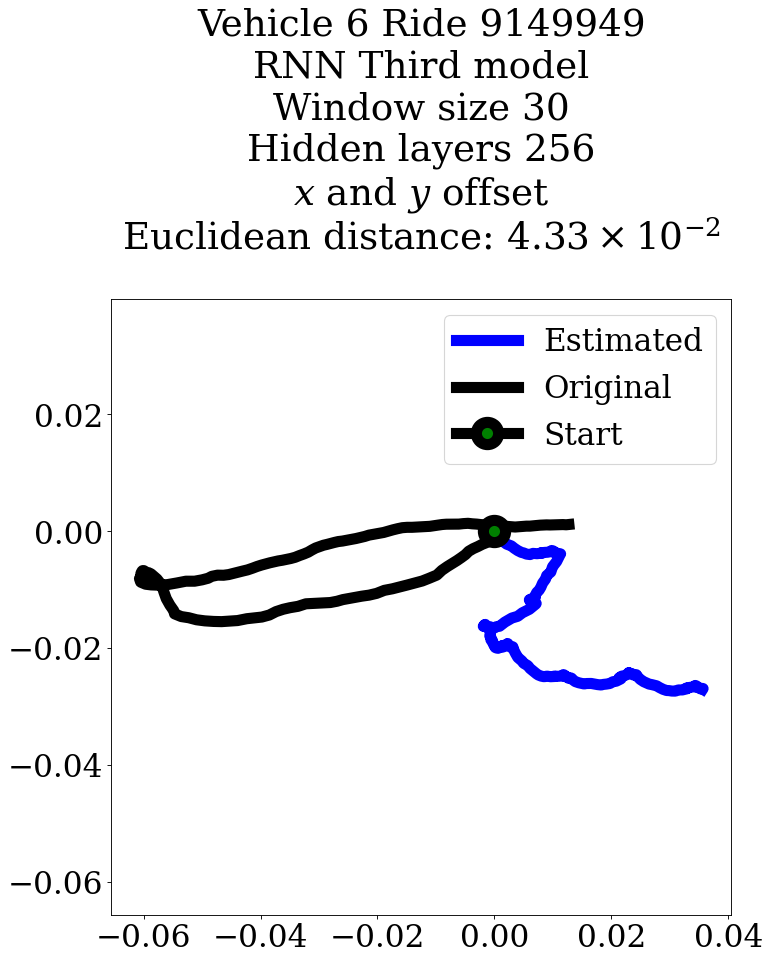 Vehicle 6 Ride 9149949
RNN Third model
Window size 30
Hidden layers 256
x and y offset
Euclidean distance: 4.33 × 10⁻²
Estimated
Original
Start
0.02
0.00
−0.02
−0.04
−0.06
−0.06 −0.04 −0.02 0.00 0.02 0.04